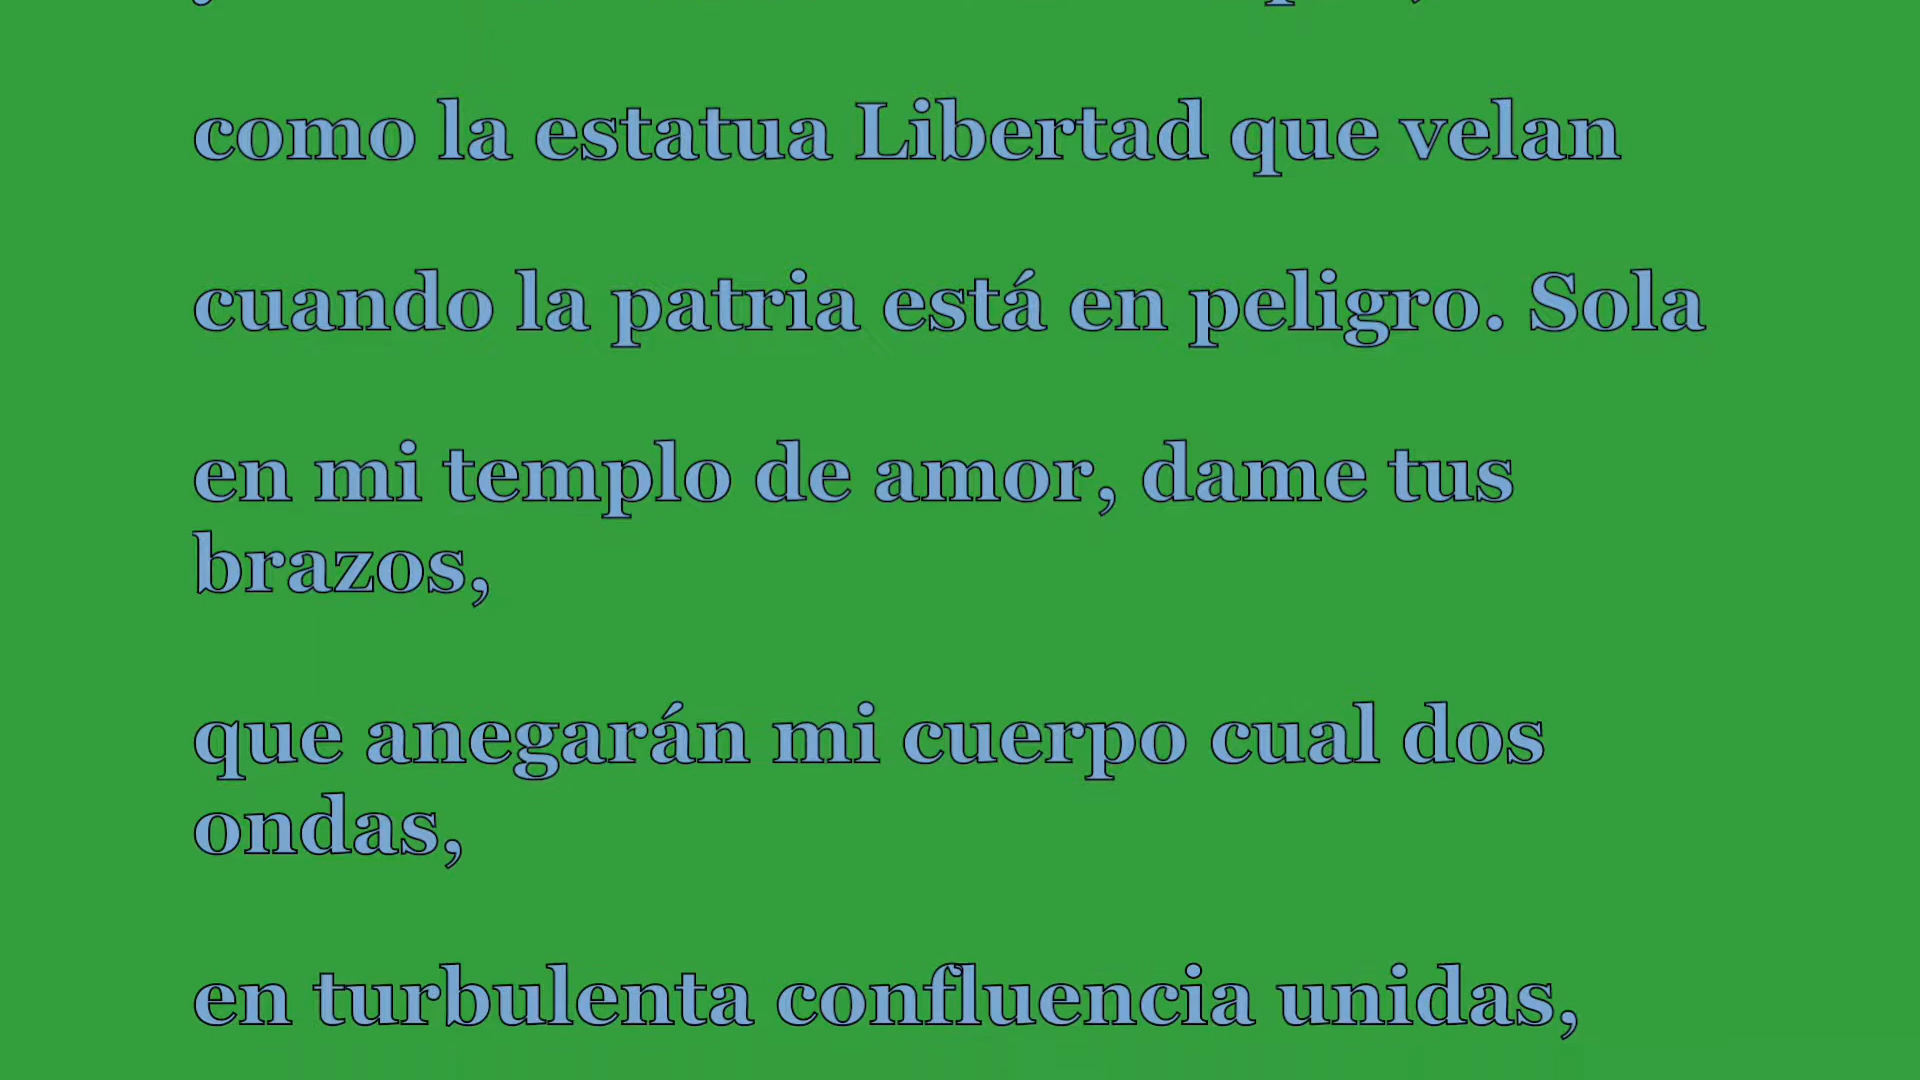 como la estatua Libertad que velan
cuando la patria está en peligro. Sola
en mi templo de amor, dame tus
brazos,
que anegarán mi cuerpo cual dos
ondas,
en turbulenta confluencia unidas,